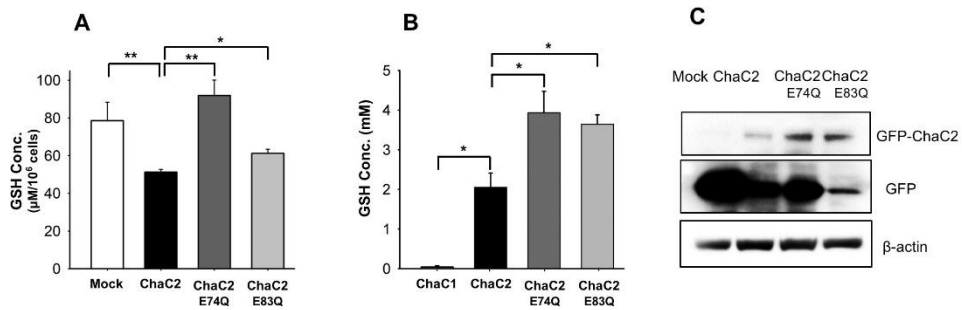 A
GSH Conc.
(µM/10⁶ cells)
100
80
60
40
20
0
**
**
*
Mock
ChaC2
ChaC2
E74Q
ChaC2
E83Q
B
GSH Conc. (mM)
5
4
3
2
1
0
*
*
*
ChaC1
ChaC2
ChaC2
E74Q
ChaC2
E83Q
C
Mock ChaC2 ChaC2 ChaC2
E74Q E83Q
GFP-ChaC2
GFP
β-actin